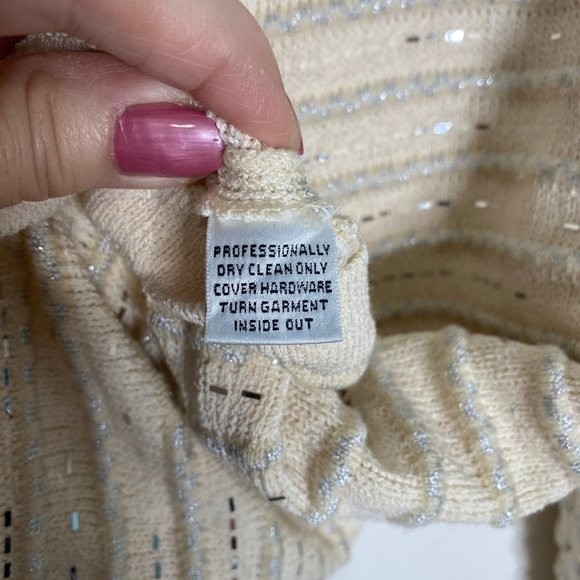 PROFESSIONALLY
DRY CLEAN ONLY
COVER HARDWARE
TURN GARMENT
INSIDE OUT